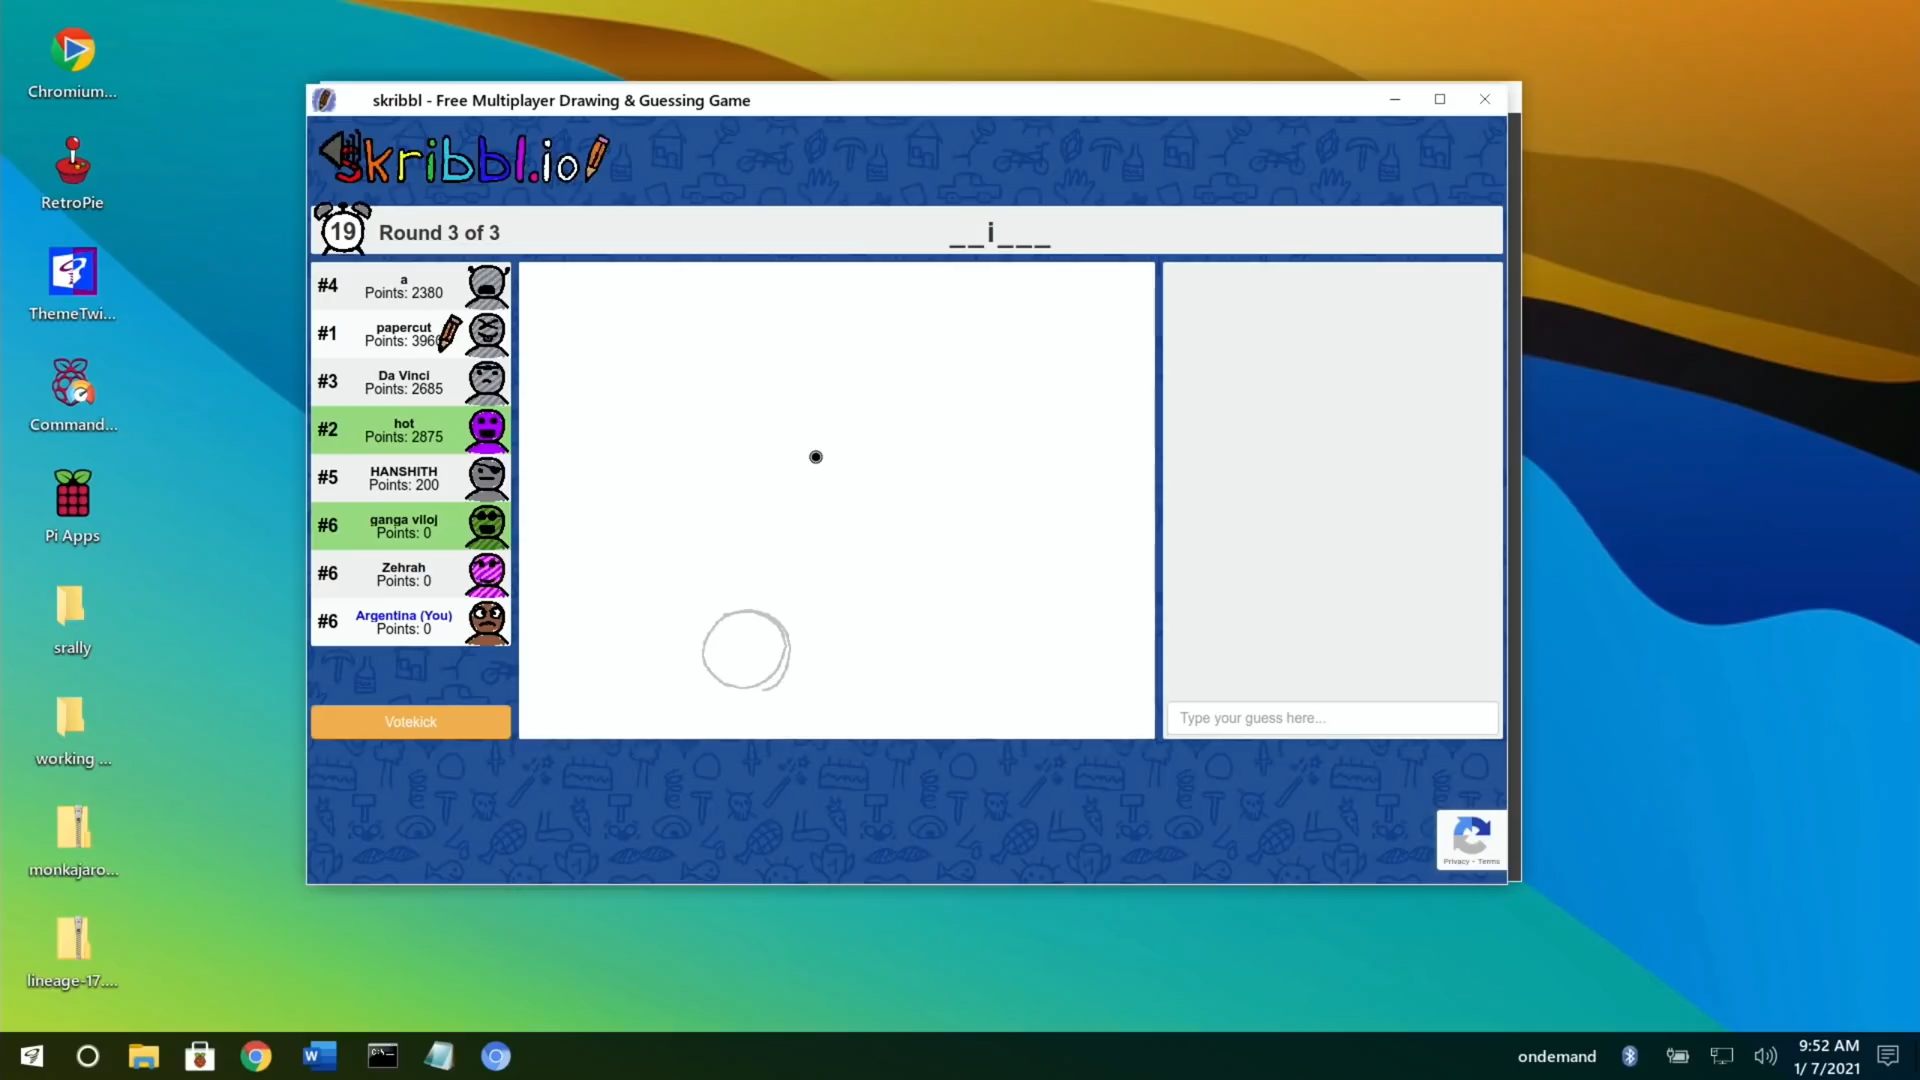 Chromium...
RetroPie
ThemeTwi...
Command...
Pi Apps
srally
working ...
monkajaro...
lineage-17....
skribbl - Free Multiplayer Drawing & Guessing Game
skribbl.io
19
Round 3 of 3
__i___
#4
a
Points: 2380
#1
papercut
Points: 3960
#3
Da Vinci
Points: 2685
#2
hot
Points: 2875
#5
HANSHITH
Points: 200
#6
ganga vlloj
Points: 0
#6
Zehrah
Points: 0
#6
Argentina (You)
Points: 0
Votekick
Type your guess here...
Privacy - Terms
W
C:\...
ondemand
9:52 AM
1/ 7/2021